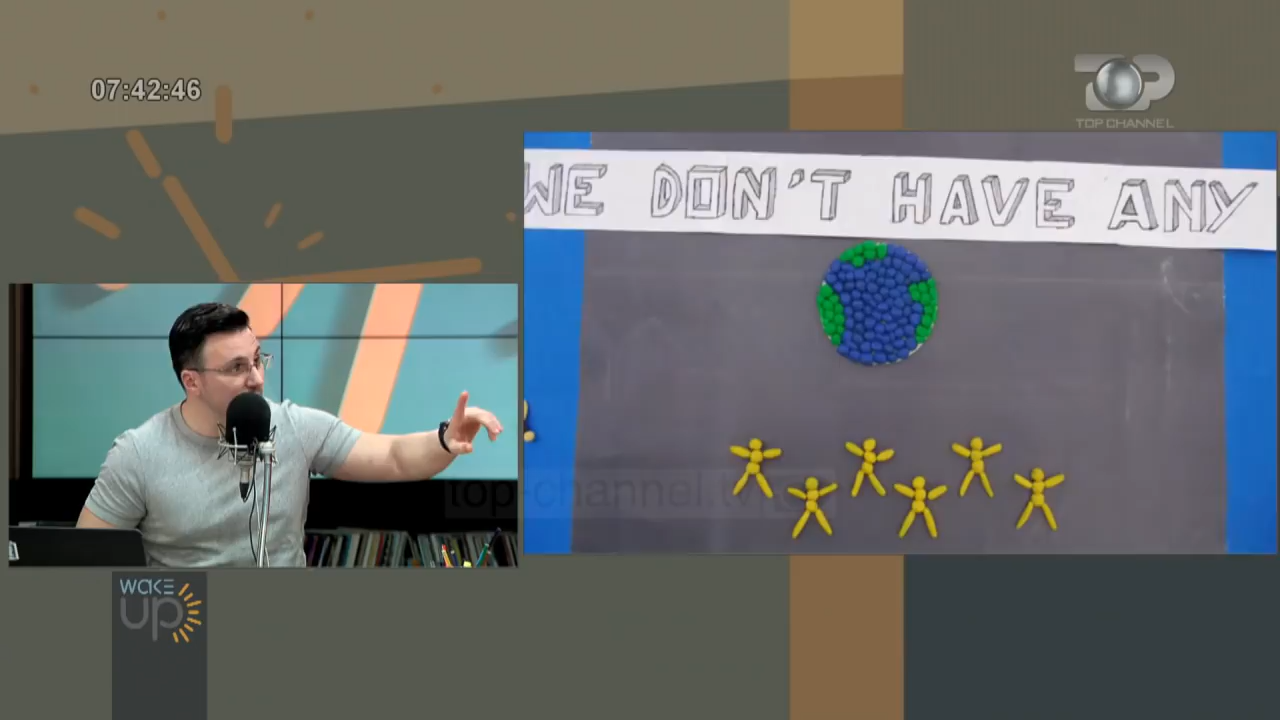 07:42:46
TOP
TOP CHANNEL
WE DON'T HAVE ANY
top-channel.tv
WAKE
UP